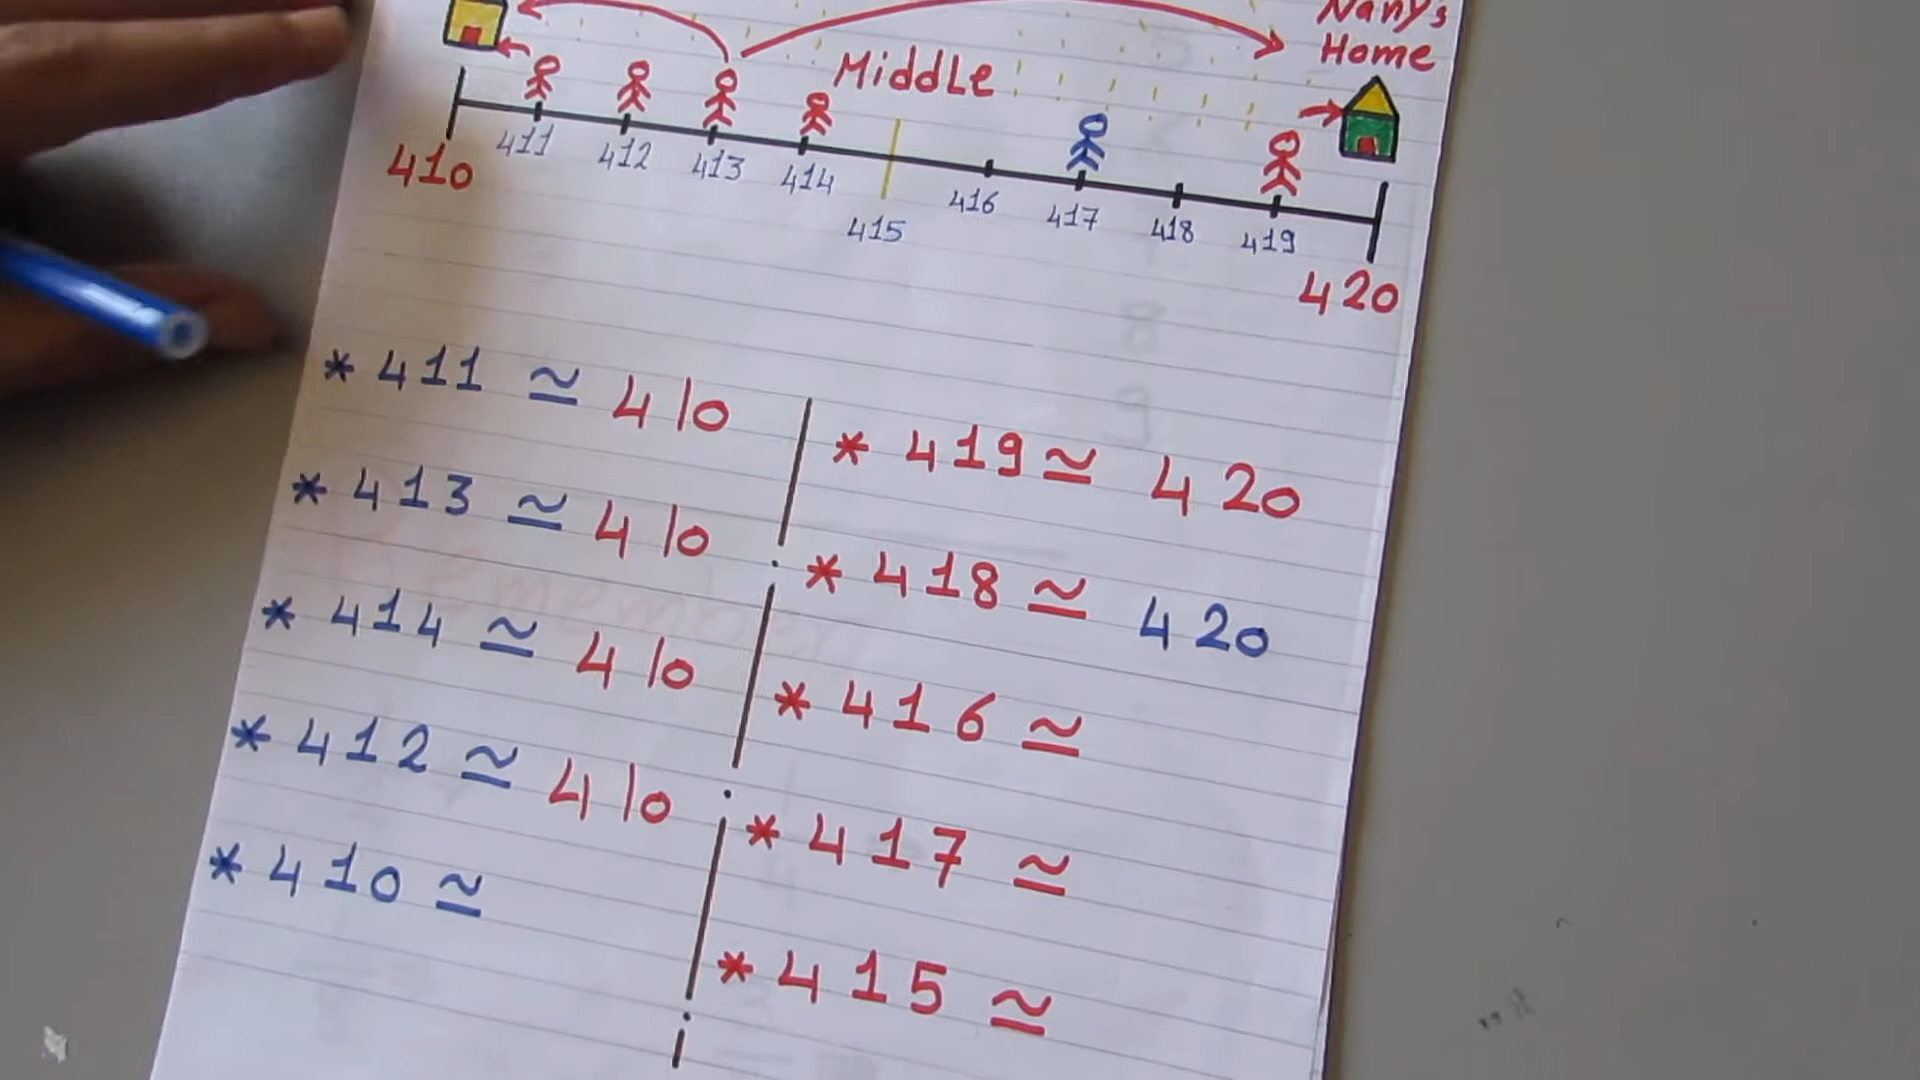 Nany's
Home
Middle
410 411 412 413 414 415 416 417 418 419 420
* 411 ≃ 410
* 413 ≃ 410
* 414 ≃ 410
* 412 ≃ 410
* 410 ≃
* 419 ≃ 420
* 418 ≃ 420
* 416 ≃
* 417 ≃
* 415 ≃